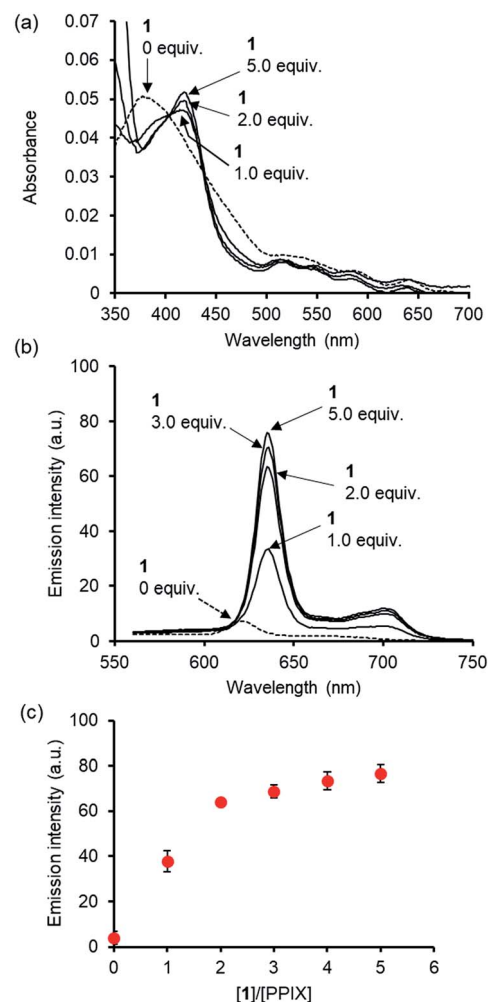 (a)
0.07
0.06
0.05
0.04
0.03
0.02
0.01
0
Absorbance
1
0 equiv.
1
5.0 equiv.
1
2.0 equiv.
1
1.0 equiv.
350 400 450 500 550 600 650 700
Wavelength (nm)
(b)
100
80
60
40
20
0
Emission intensity (a.u.)
1
3.0 equiv.
1
5.0 equiv.
1
2.0 equiv.
1
1.0 equiv.
1
0 equiv.
550 600 650 700 750
Wavelength (nm)
(c)
100
80
60
40
20
0
Emission intensity (a.u.)
0 1 2 3 4 5 6
[1]/[PPIX]